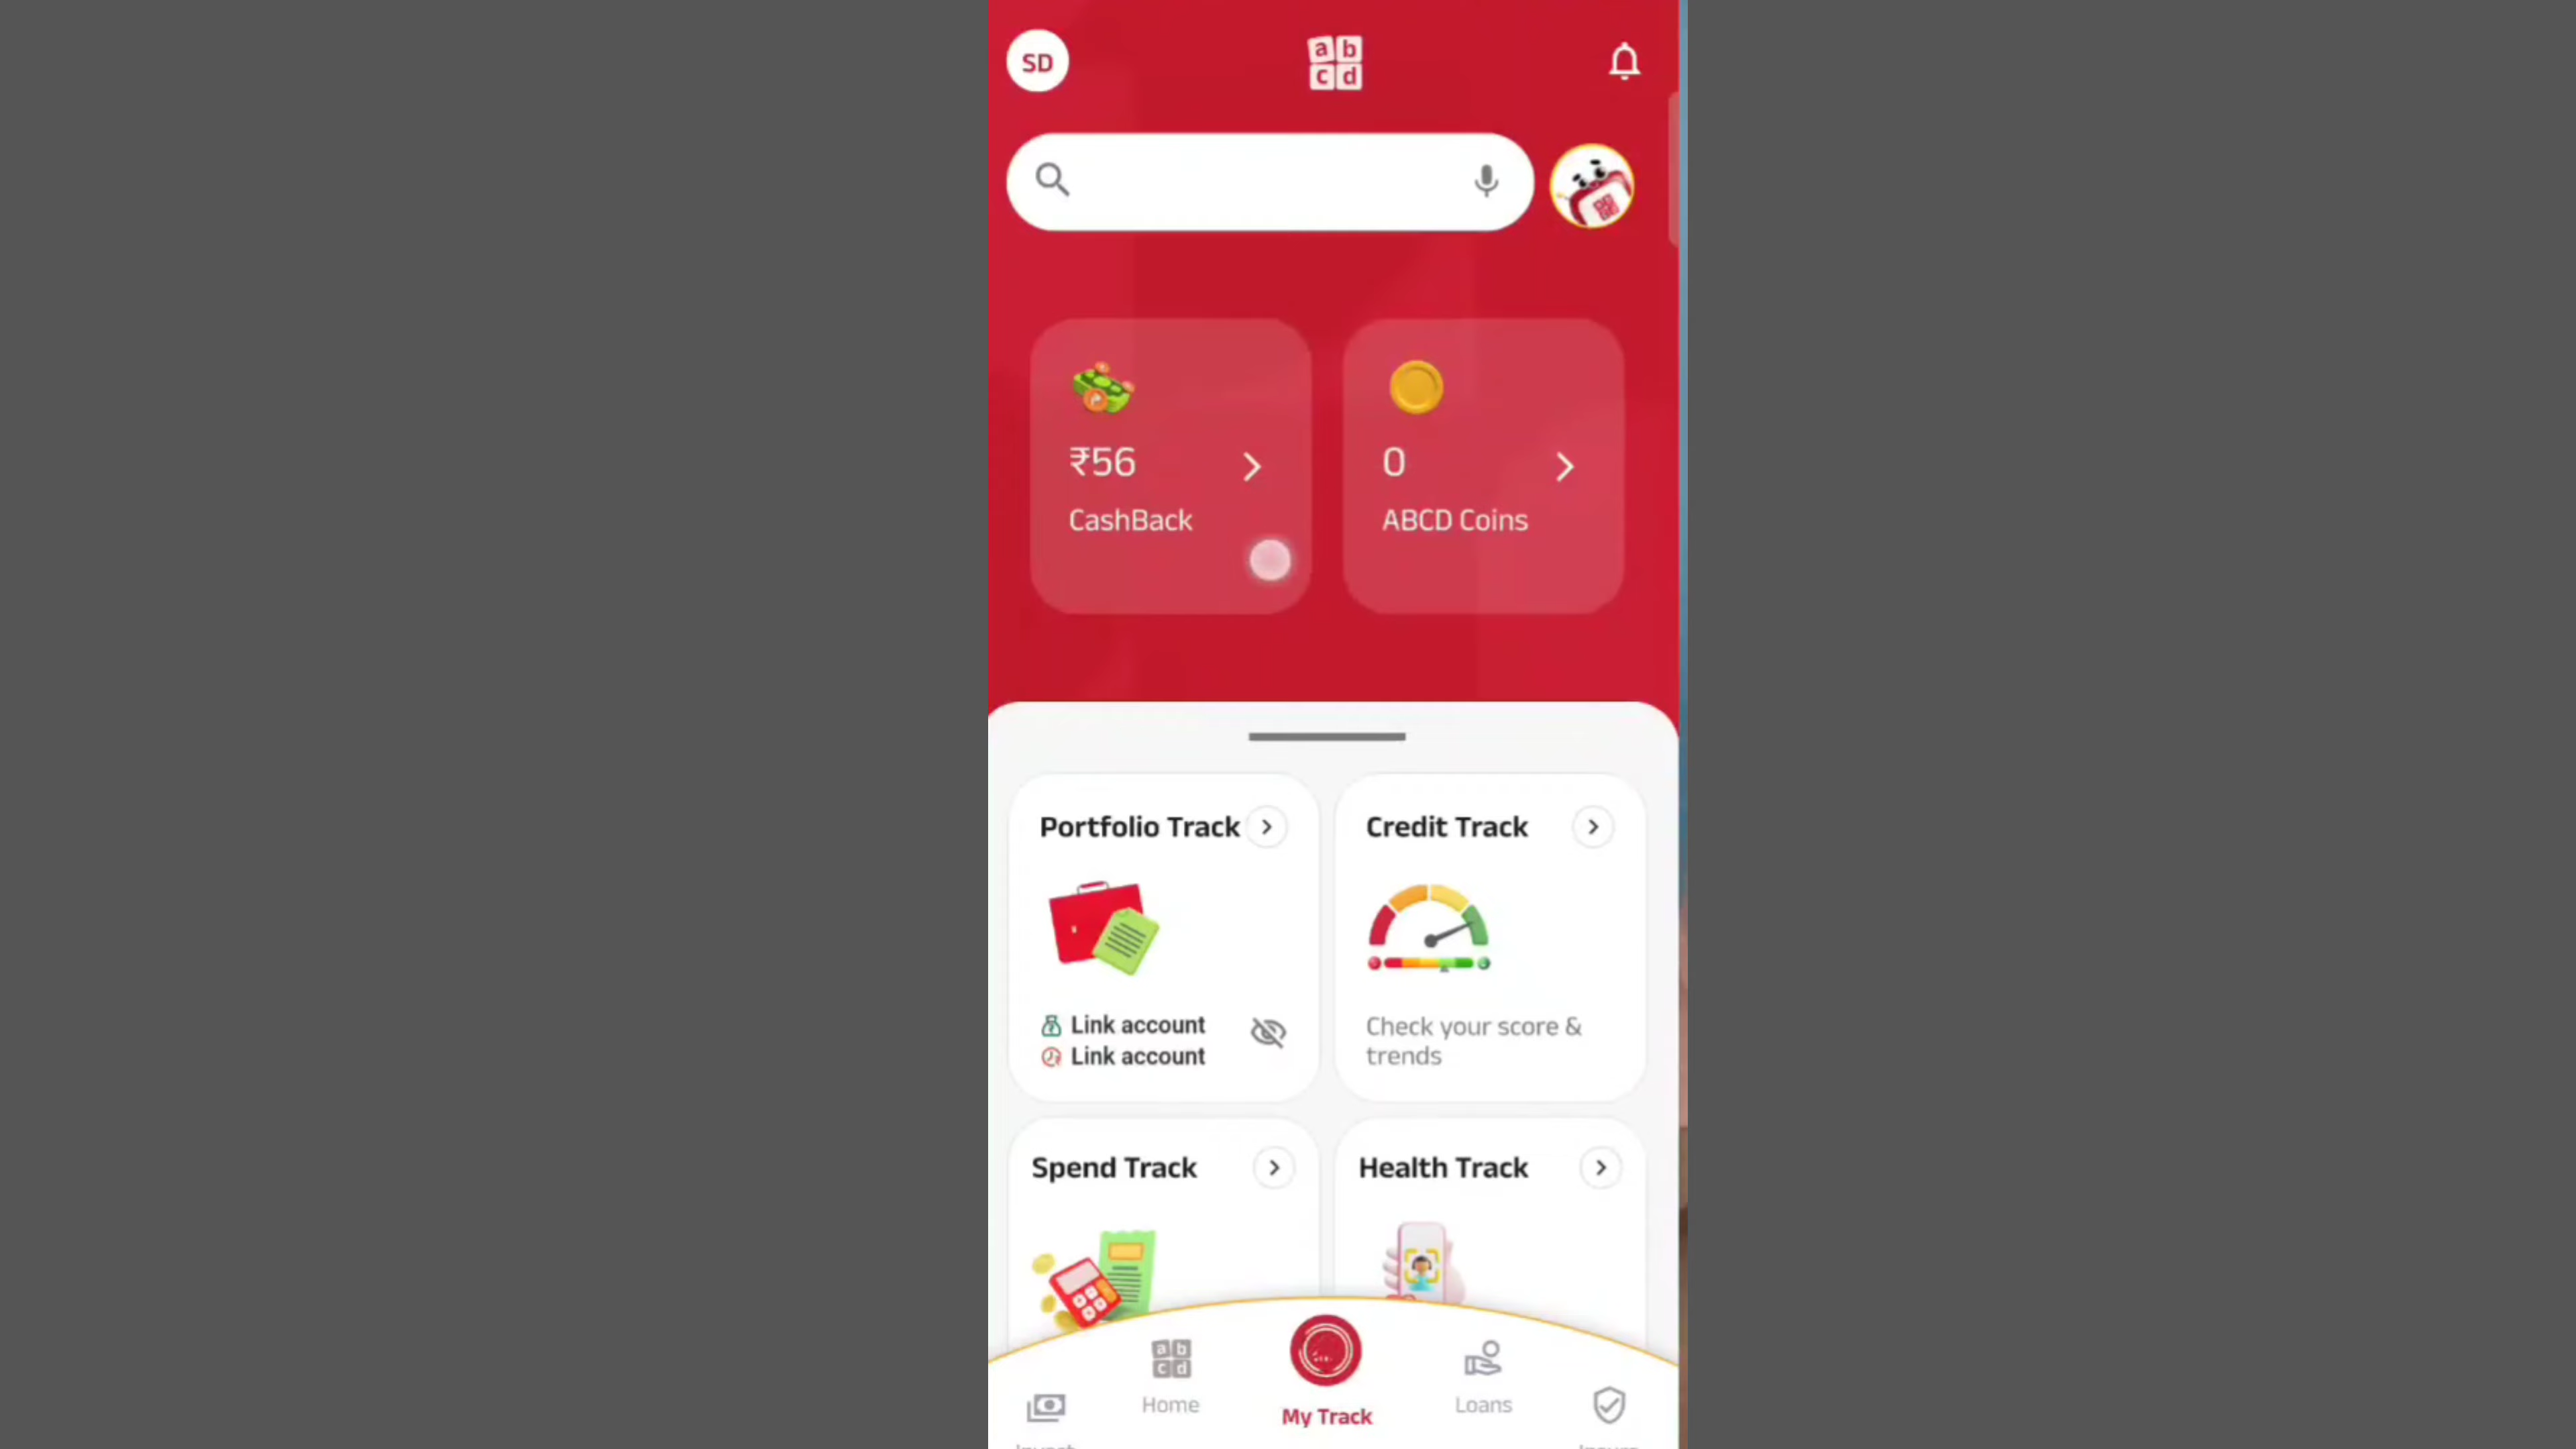 SD
a b
c d
₹56
CashBack
0
ABCD Coins
Portfolio Track
Credit Track
Link account
Link account
Check your score &
trends
Spend Track
Health Track
a b
c d
Home
My Track
Loans